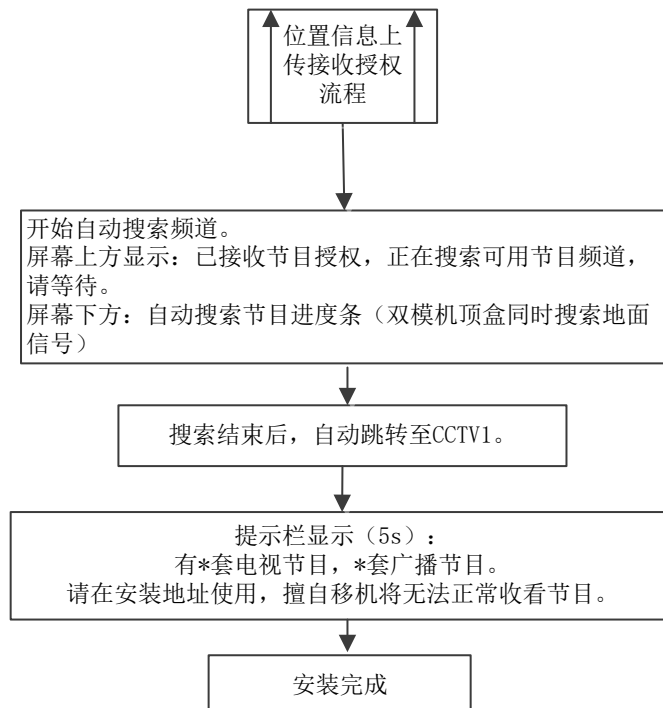 位置信息上
传接收授权
流程
开始自动搜索频道。
屏幕上方显示：已接收节目授权，正在搜索可用节目频道，
请等待。
屏幕下方：自动搜索节目进度条（双模机顶盒同时搜索地面
信号）
搜索结束后，自动跳转至CCTV1。
提示栏显示（5s）：
有*套电视节目，*套广播节目。
请在安装地址使用，擅自移机将无法正常收看节目。
安装完成